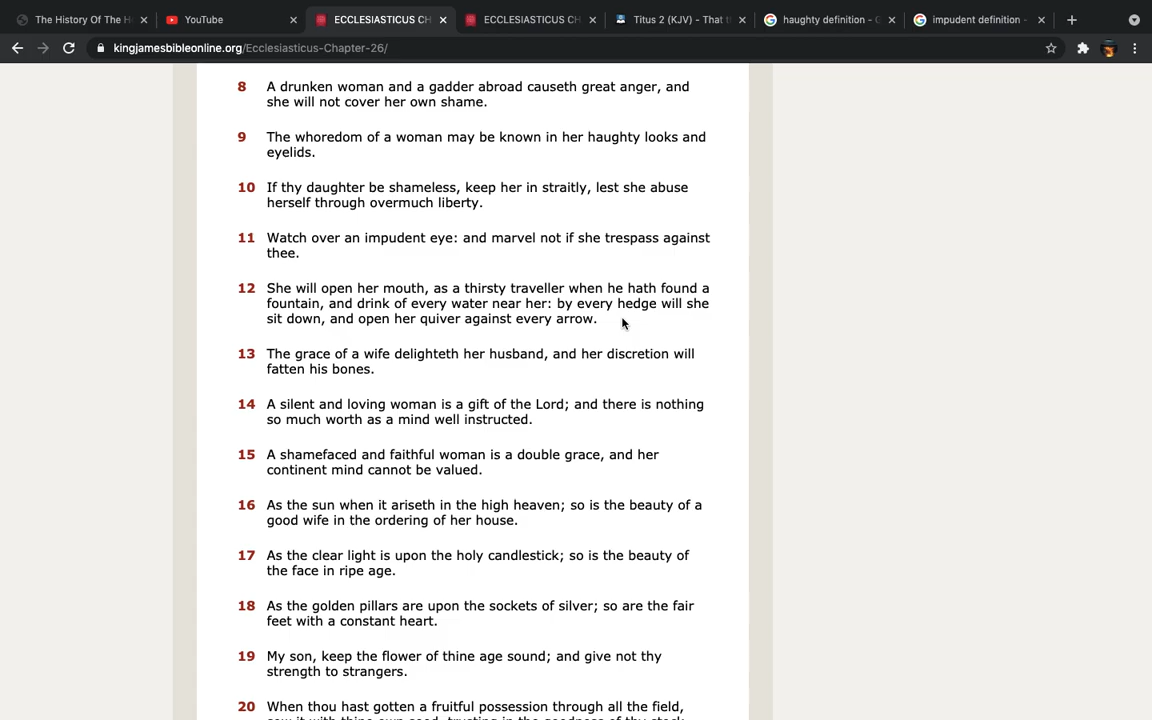 The History Of The H
YouTube
ECCLESIASTICUS CH
ECCLESIASTICUS CH
Titus 2 (KJV) - That t
haughty definition - G
impudent definition -
kingjamesbibleonline.org/Ecclesiasticus-Chapter-26/
8 A drunken woman and a gadder abroad causeth great anger, and
she will not cover her own shame.
9 The whoredom of a woman may be known in her haughty looks and
eyelids.
10 If thy daughter be shameless, keep her in straitly, lest she abuse
herself through overmuch liberty.
11 Watch over an impudent eye: and marvel not if she trespass against
thee.
12 She will open her mouth, as a thirsty traveller when he hath found a
fountain, and drink of every water near her: by every hedge will she
sit down, and open her quiver against every arrow.
13 The grace of a wife delighteth her husband, and her discretion will
fatten his bones.
14 A silent and loving woman is a gift of the Lord; and there is nothing
so much worth as a mind well instructed.
15 A shamefaced and faithful woman is a double grace, and her
continent mind cannot be valued.
16 As the sun when it ariseth in the high heaven; so is the beauty of a
good wife in the ordering of her house.
17 As the clear light is upon the holy candlestick; so is the beauty of
the face in ripe age.
18 As the golden pillars are upon the sockets of silver; so are the fair
feet with a constant heart.
19 My son, keep the flower of thine age sound; and give not thy
strength to strangers.
20 When thou hast gotten a fruitful possession through all the field,
sow it with thine own seed, trusting in the goodness of thy stock.